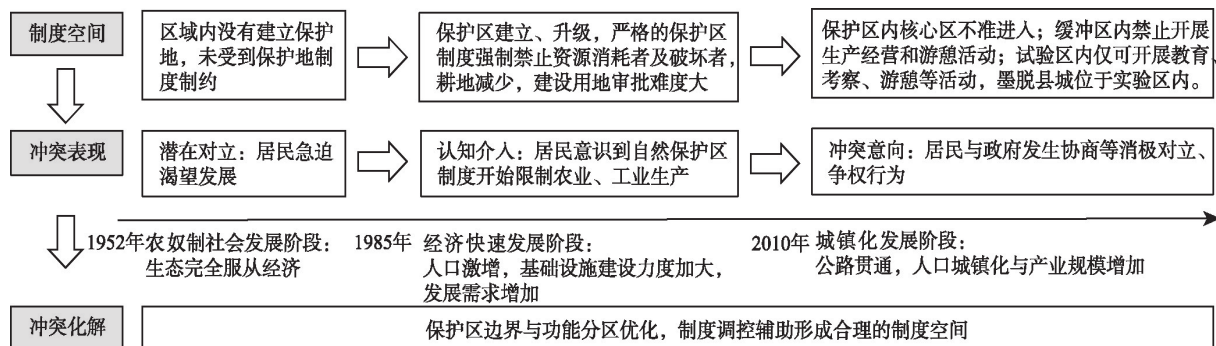 制度空间
区域内没有建立保护
地，未受到保护地制
度制约
保护区建立、升级，严格的保护区
制度强制禁止资源消耗者及破坏者，
耕地减少，建设用地审批难度大
保护区内核心区不准进人；缓冲区内禁止开展
生产经营和游憩活动；试验区内仅可开展教育、
考察、游憩等活动，墨脱县城位于实验区内。
冲突表现
潜在对立：居民急迫
渴望发展
认知介人：居民意识到自然保护区
制度开始限制农业、工业生产
冲突意向：居民与政府发生协商等消极对立、
争权行为
1952年农奴制社会发展阶段：
生态完全服从经济
1985年 经济快速发展阶段：
人口激增，基础设施建设力度加大，
发展需求增加
2010年 城镇化发展阶段：
公路贯通，人口城镇化与产业规模增加
冲突化解
保护区边界与功能分区优化，制度调控辅助形成合理的制度空间